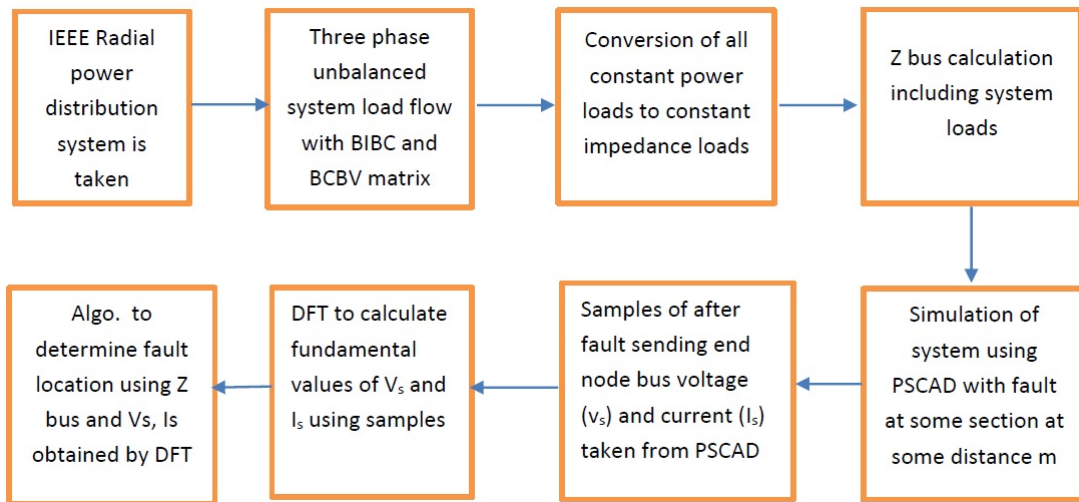 IEEE Radial
power
distribution
system is
taken
Three phase
unbalanced
system load flow
with BIBC and
BCBV matrix
Conversion of all
constant power
loads to constant
impedance loads
Z bus calculation
including system
loads
Simulation of
system using
PSCAD with fault
at some section at
some distance m
Samples of after
fault sending end
node bus voltage
(vₛ) and current (Iₛ)
taken from PSCAD
DFT to calculate
fundamental
values of Vₛ and
Iₛ using samples
Algo. to
determine fault
location using Z
bus and Vs, Is
obtained by DFT